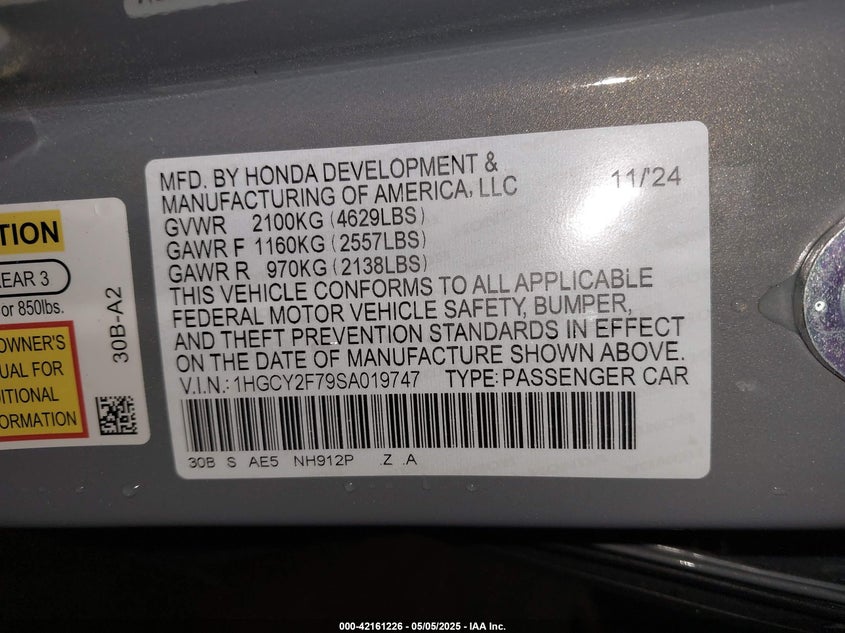 MFD. BY HONDA DEVELOPMENT &
MANUFACTURING OF AMERICA, LLC
11/'24
GVWR 2100KG (4629LBS)
GAWR F 1160KG (2557LBS)
GAWR R 970KG (2138LBS)
THIS VEHICLE CONFORMS TO ALL APPLICABLE
FEDERAL MOTOR VEHICLE SAFETY, BUMPER,
AND THEFT PREVENTION STANDARDS IN EFFECT
ON THE DATE OF MANUFACTURE SHOWN ABOVE.
V.I.N.: 1HGCY2F79SA019747 TYPE: PASSENGER CAR
30B S AE5 NH912P .Z .A
TION
REAR 3
or 850lbs.
OWNER'S
UAL FOR
DITIONAL
FORMATION
30B-A2
000-42161226 - 05/05/2025 - IAA Inc.